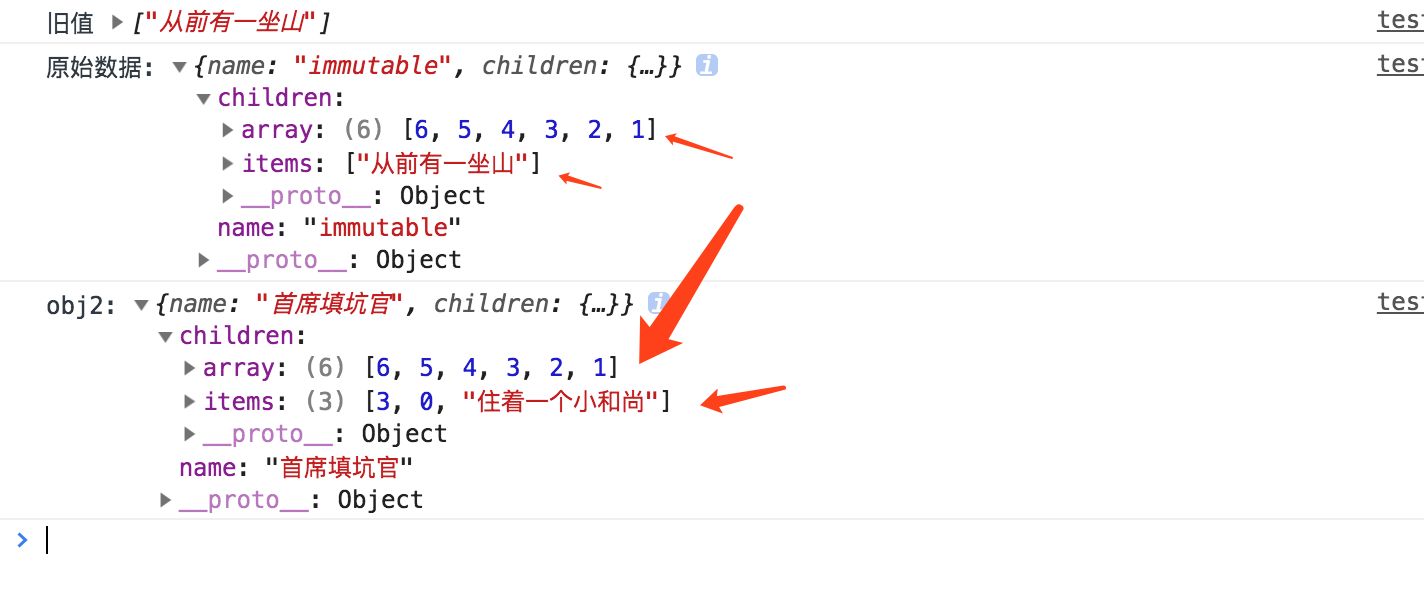 旧值 ▶ ["从前有一坐山"] tes
原始数据: ▼ {name: "immutable", children: {…}} i tes
▼ children:
▶ array: (6) [6, 5, 4, 3, 2, 1]
▶ items: ["从前有一坐山"]
▶ __proto__: Object
name: "immutable"
▶ __proto__: Object
obj2: ▼ {name: "首席填坑官", children: {…}} i tes
▼ children:
▶ array: (6) [6, 5, 4, 3, 2, 1]
▶ items: (3) [3, 0, "住着一个小和尚"]
▶ __proto__: Object
name: "首席填坑官"
▶ __proto__: Object
>